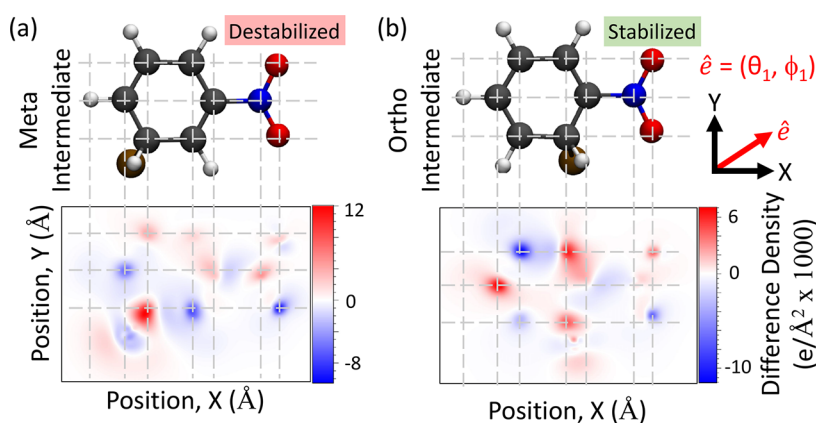 (a)
Destabilized
Meta
Intermediate
12
6
0
-8
Position, Y (Å)
Position, X (Å)
(b)
Stabilized
Ortho
Intermediate
ê = (θ₁, ϕ₁)
Y
ê
X
6
0
-10
Difference Density
(e/Å² x 1000)
Position, X (Å)